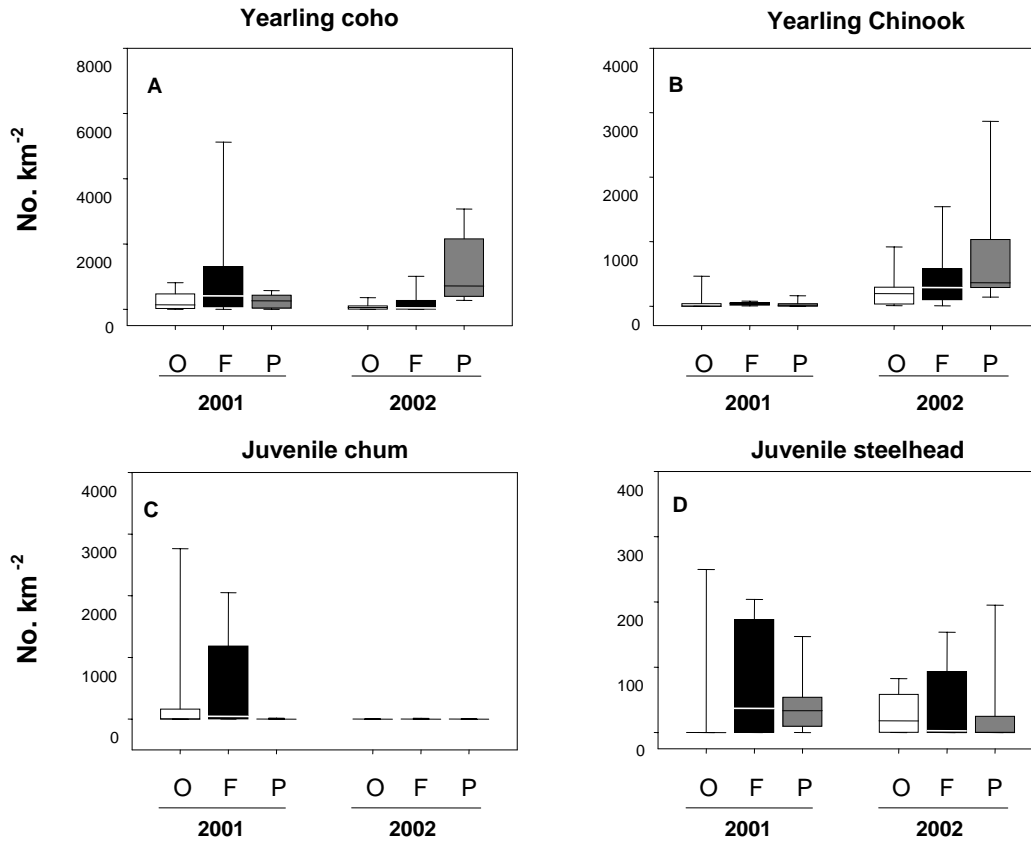 Yearling coho
Yearling Chinook
No. km-2
8000
6000
4000
2000
0
A
O F P O F P
2001 2002
4000
3000
2000
1000
0
B
O F P O F P
2001 2002
Juvenile chum
Juvenile steelhead
No. km-2
4000
3000
2000
1000
0
C
O F P O F P
2001 2002
400
300
200
100
0
D
O F P O F P
2001 2002